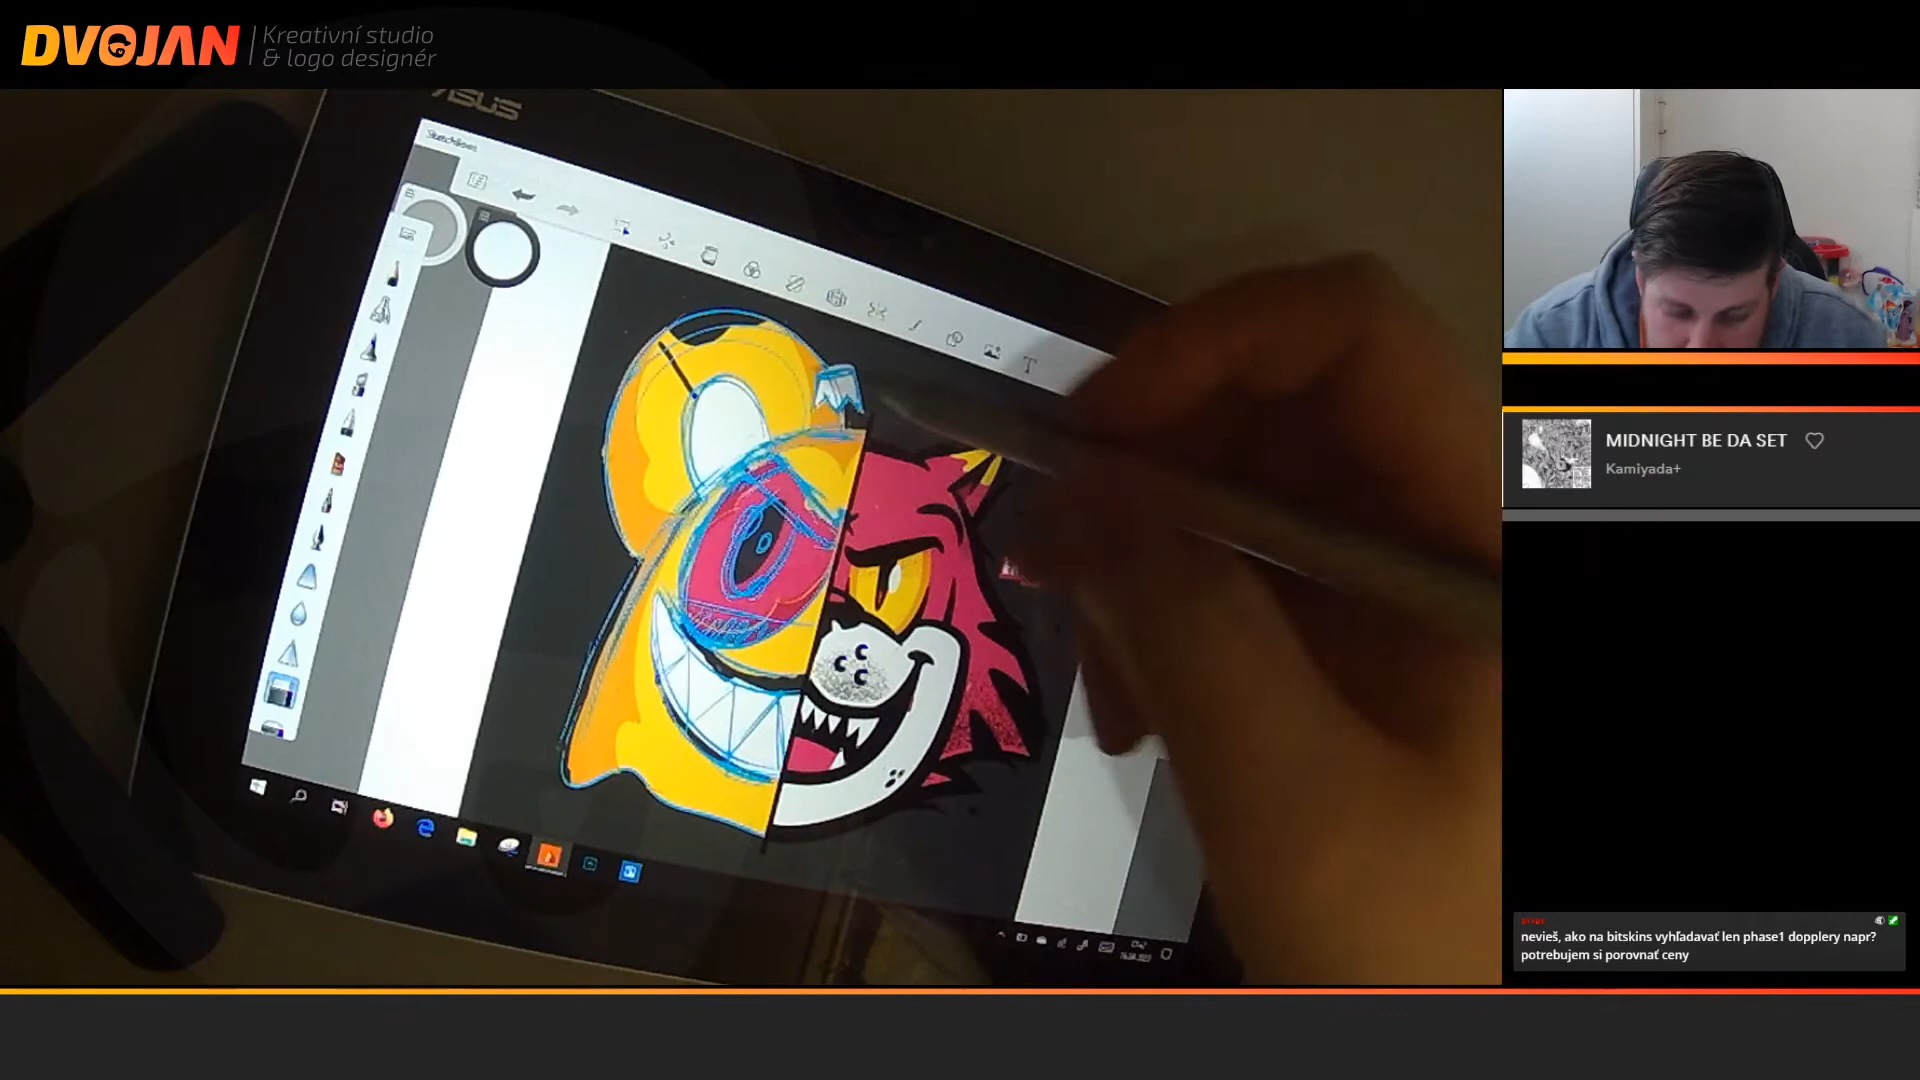 DVOJAN
Kreativní studio
& logo designér
ASUS
MIDNIGHT BE DA SET
Kamiyada+
nevieš, ako na bitskins vyhľadavať len phase1 dopplery napr?
potrebujem si porovnať ceny